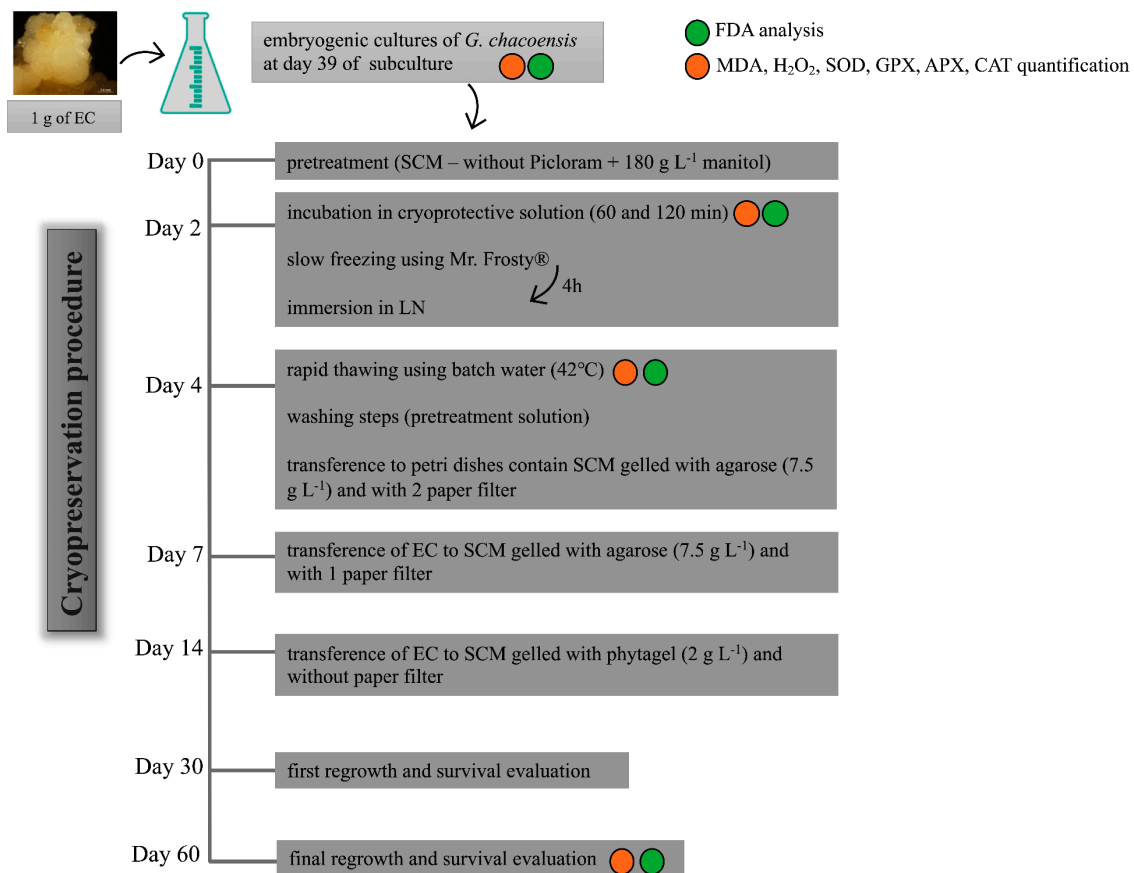 1 g of EC
embryogenic cultures of G. chacoensis
at day 39 of subculture
FDA analysis
MDA, H₂O₂, SOD, GPX, APX, CAT quantification
Cryopreservation procedure
Day 0
pretreatment (SCM – without Picloram + 180 g L⁻¹ manitol)
Day 2
incubation in cryoprotective solution (60 and 120 min)
slow freezing using Mr. Frosty®
4h
immersion in LN
Day 4
rapid thawing using batch water (42°C)
washing steps (pretreatment solution)
transference to petri dishes contain SCM gelled with agarose (7.5
g L⁻¹) and with 2 paper filter
Day 7
transference of EC to SCM gelled with agarose (7.5 g L⁻¹) and
with 1 paper filter
Day 14
transference of EC to SCM gelled with phytagel (2 g L⁻¹) and
without paper filter
Day 30
first regrowth and survival evaluation
Day 60
final regrowth and survival evaluation